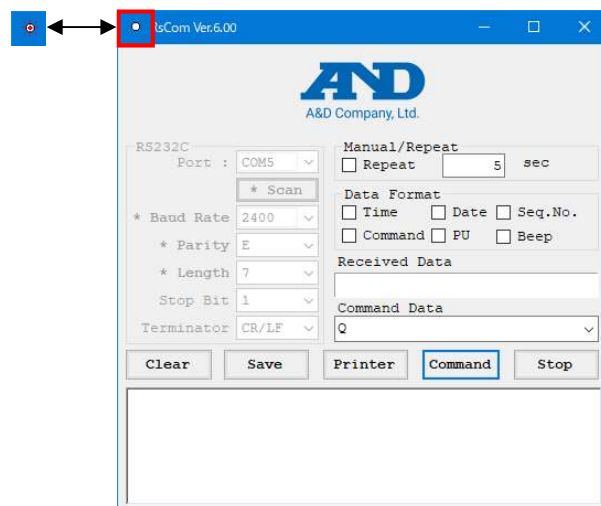 RsCom Ver.6.00
AND
A&D Company, Ltd.
RS232C
Port : COM5
* Scan
* Baud Rate 2400
* Parity E
* Length 7
Stop Bit 1
Terminator CR/LF
Manual/Repeat
Repeat 5 sec
Data Format
Time Date Seq.No.
Command PU Beep
Received Data
Command Data
Q
Clear Save Printer Command Stop